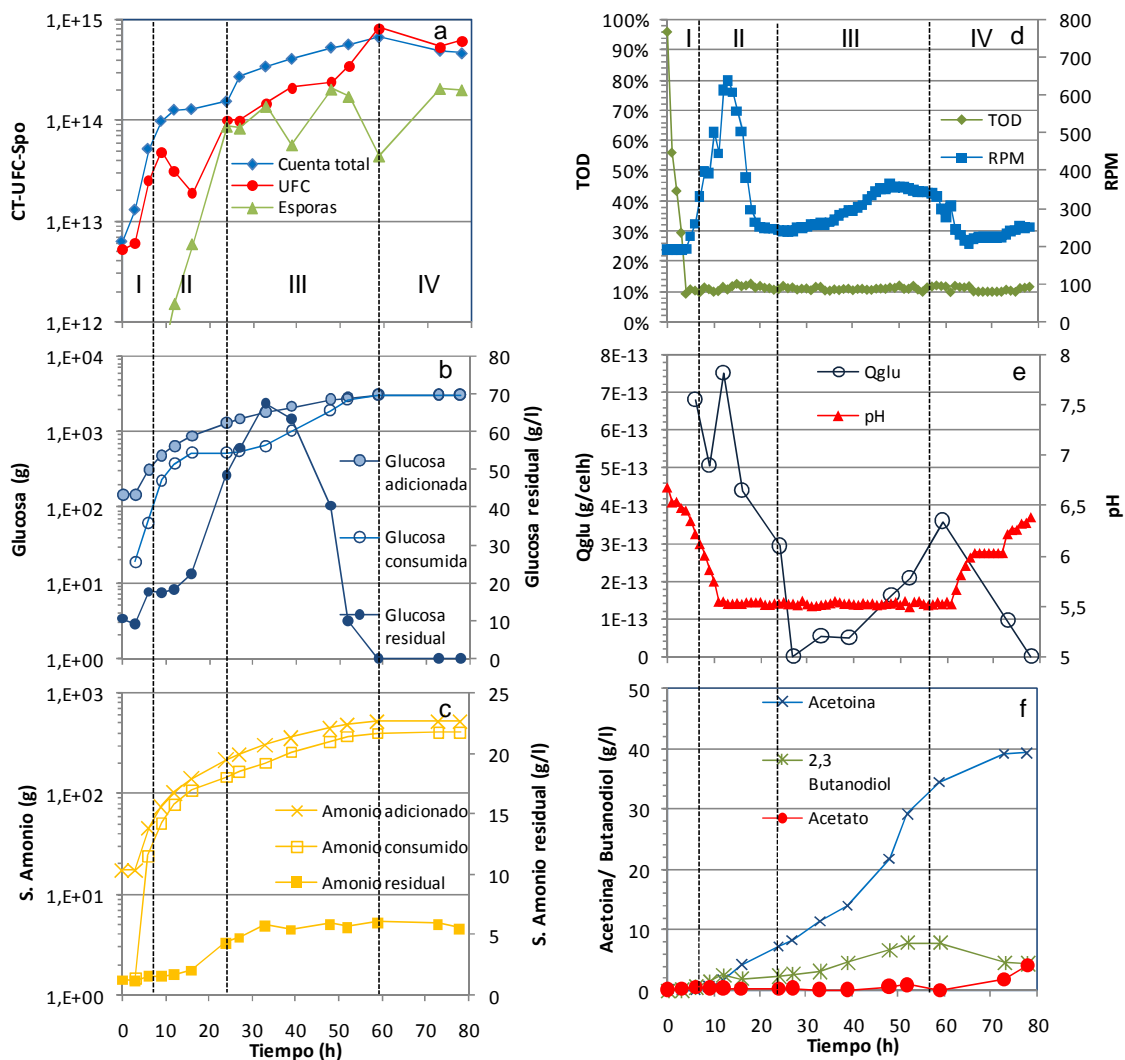 a
1,E+15
1,E+14
1,E+13
1,E+12
CT-UFC-Spo
Cuenta total
UFC
Esporas
I
II
III
IV
b
1,E+04
1,E+03
1,E+02
1,E+01
1,E+00
Glucosa (g)
80
70
60
50
40
30
20
10
0
Glucosa residual (g/l)
Glucosa
adicionada
Glucosa
consumida
Glucosa
residual
c
1,E+03
1,E+02
1,E+01
1,E+00
S. Amonio (g)
25
20
15
10
5
0
S. Amonio residual (g/l)
Amonio adicionado
Amonio consumido
Amonio residual
0 10 20 30 40 50 60 70 80
Tiempo (h)
d
100%
90%
80%
70%
60%
50%
40%
30%
20%
10%
0%
TOD
I
II
III
IV
800
700
600
500
400
300
200
100
0
RPM
TOD
RPM
e
8E-13
7E-13
6E-13
5E-13
4E-13
3E-13
2E-13
1E-13
0
Qglu (g/celh)
Qglu
pH
8
7,5
7
6,5
6
5,5
5
pH
f
50
40
30
20
10
0
Acetoina/ Butanodiol (g/l)
Acetoina
2,3
Butanodiol
Acetato
0 10 20 30 40 50 60 70 80
Tiempo (h)